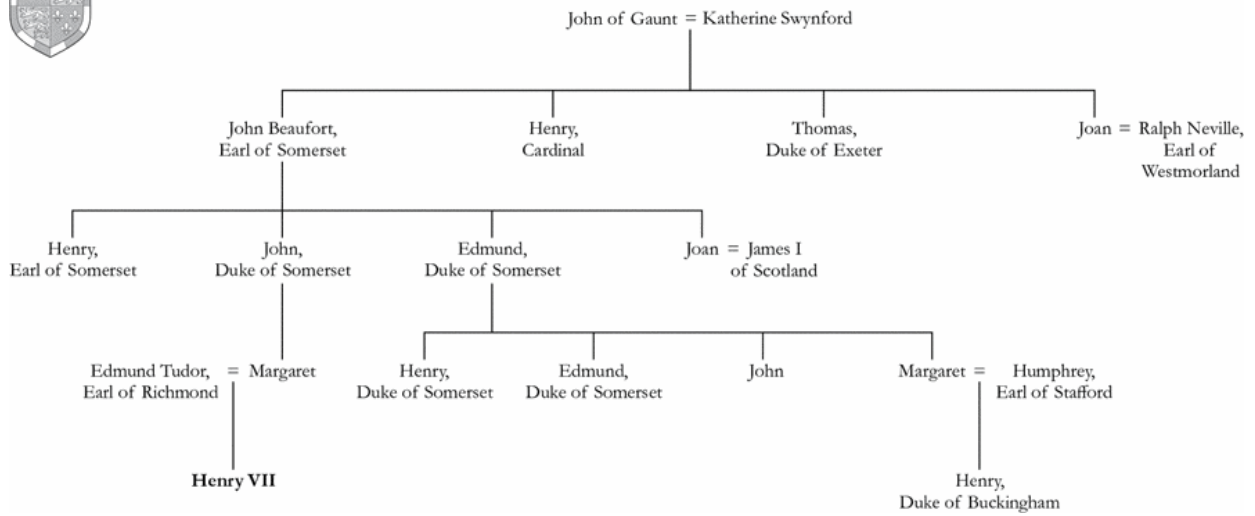 John of Gaunt = Katherine Swynford
John Beaufort,
Earl of Somerset
Henry,
Cardinal
Thomas,
Duke of Exeter
Joan = Ralph Neville,
Earl of
Westmorland
Henry,
Earl of Somerset
John,
Duke of Somerset
Edmund,
Duke of Somerset
Joan = James I
of Scotland
Edmund Tudor, = Margaret
Earl of Richmond
Henry,
Duke of Somerset
Edmund,
Duke of Somerset
John
Margaret = Humphrey,
Earl of Stafford
Henry VII
Henry,
Duke of Buckingham